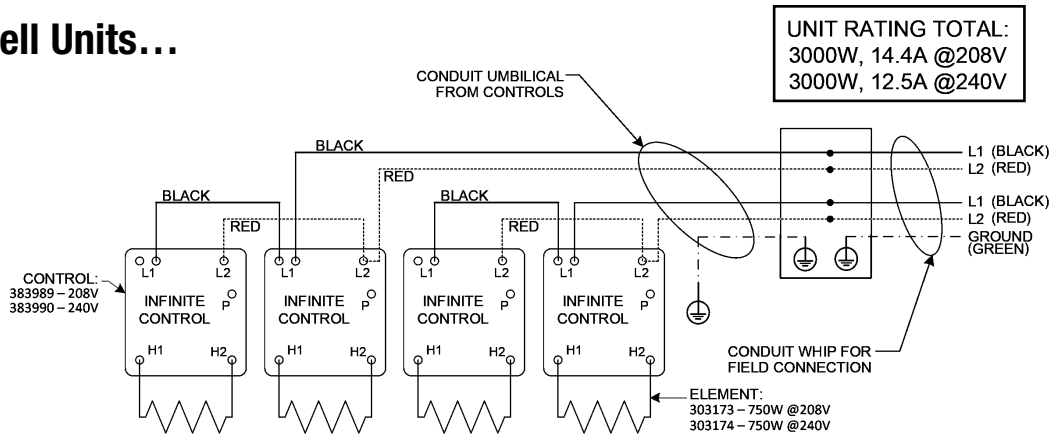 ell Units…
UNIT RATING TOTAL:
3000W, 14.4A @208V
3000W, 12.5A @240V
CONDUIT UMBILICAL
FROM CONTROLS
BLACK
L1 (BLACK)
L2 (RED)
RED
BLACK
BLACK
L1 (BLACK)
L2 (RED)
RED
RED
GROUND
(GREEN)
CONTROL:
383989 – 208V
383990 – 240V
L1
L2
INFINITE
CONTROL
P
H1
H2
L1
L2
INFINITE
CONTROL
P
H1
H2
L1
L2
INFINITE
CONTROL
P
H1
H2
L1
L2
INFINITE
CONTROL
P
H1
H2
CONDUIT WHIP FOR
FIELD CONNECTION
ELEMENT:
303173 – 750W @208V
303174 – 750W @240V